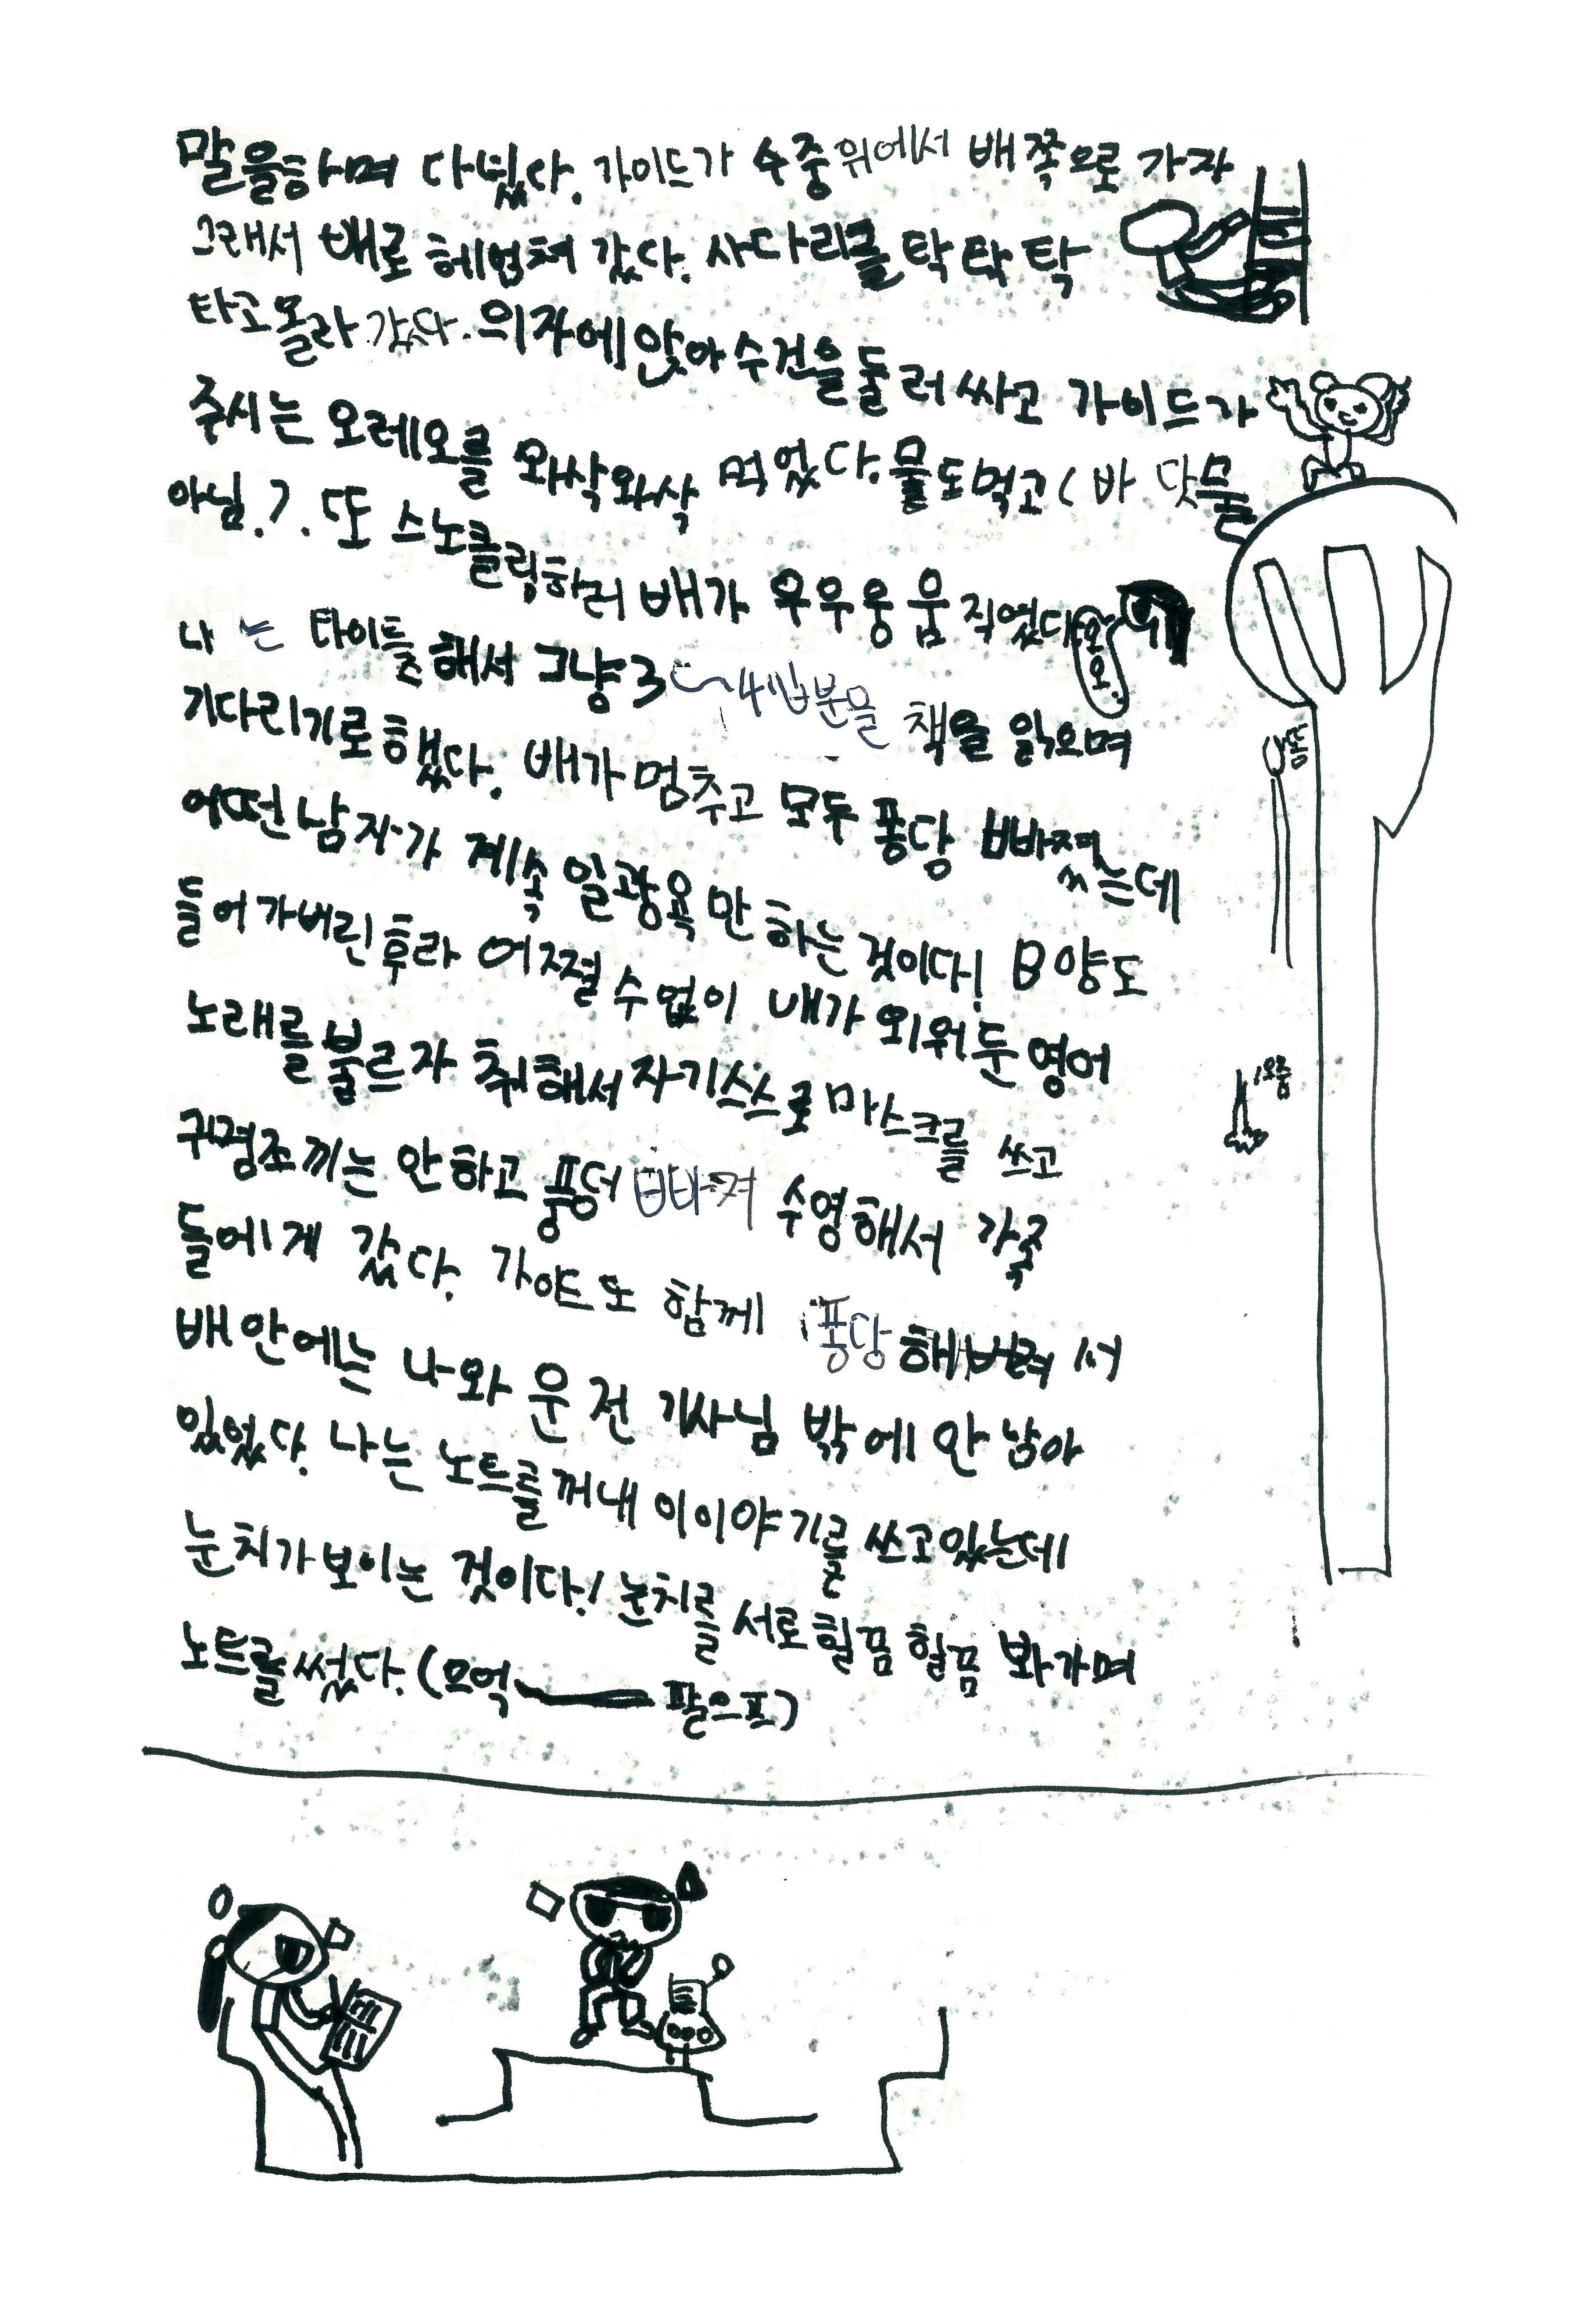 말을하며 다녔다. 가이드가 수중위에서 배쪽으로 가자
그래서 배로 헤엄쳐 갔다. 사다리를 탁 탁 탁
타고 올라 갔다. 의자에 앉아 수건을 둘러 싸고 가이드가
주시는 오레오를 와삭와삭 먹었다. 물도먹고 (바닷물
아님.). 또 스노클링하러 배가 우우웅 움직였다
오오.
나는 타이틀해서 그냥 3~4십분을 책을 읽으며
기다리기로 했다. 배가 멈추고 모두 퐁당 빠졌는데
어떤 남자가 계속 일광욕만 하는 것이다! B양도
들어가버린 후라 어쩔 수 없이 내가 외워둔 영어
노래를 불르자 취해서 자기스스로 마스크를 쓰고
귀명조끼는 안하고 풍덩 빠져 수영해서 가족
들에게 갔다. 가이드도 함께 퐁당 해버려서
배안에는 나와 운전 기사님 밖에 안 남아
있었다. 나는 노트를 꺼내 이이야기를 쓰고있는데
눈치가 보이는 것이다! 눈치를 서로 힐끔 힐끔 봐가며
노트를 썼다. (으억 팔으프)
똥
오줌